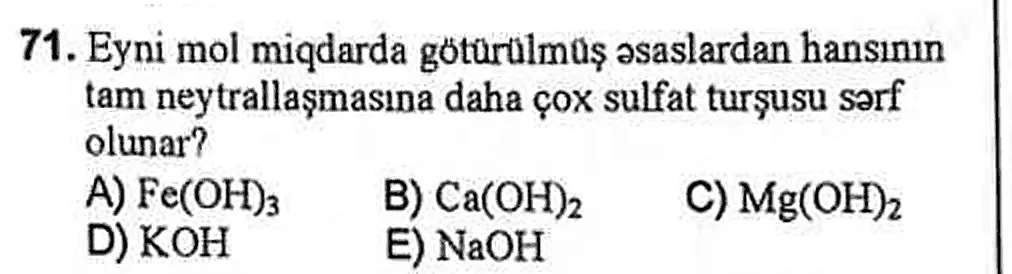 71. Eyni mol miqdarda götürülmüş əsaslardan hansının
tam neytrallaşmasına daha çox sulfat turşusu sərf
olunar?
A) Fe(OH)₃ B) Ca(OH)₂ C) Mg(OH)₂
D) KOH E) NaOH